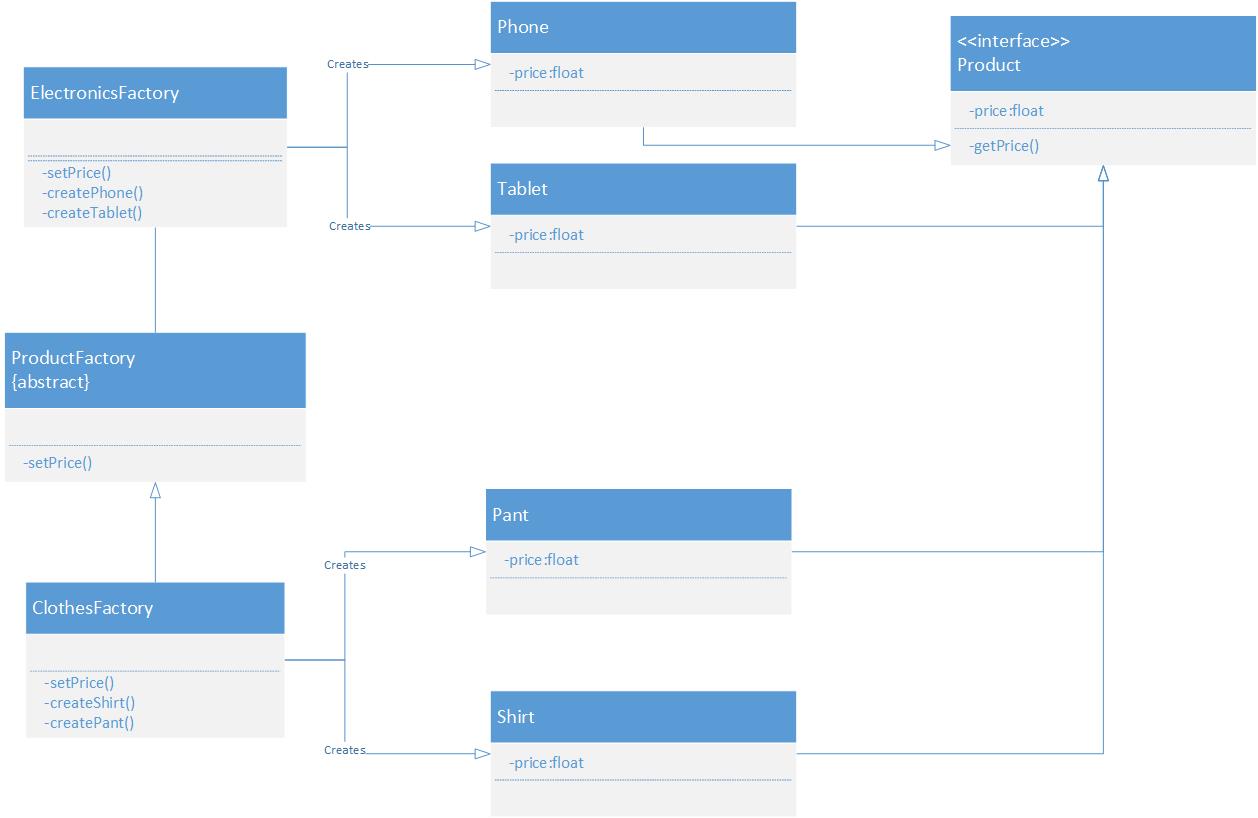 Phone
-price:float
<<interface>>
Product
-price:float
-getPrice()
Creates
ElectronicsFactory
-setPrice()
-createPhone()
-createTablet()
Creates
Tablet
-price:float
ProductFactory
{abstract}
-setPrice()
Pant
-price:float
Creates
ClothesFactory
-setPrice()
-createShirt()
-createPant()
Creates
Shirt
-price:float